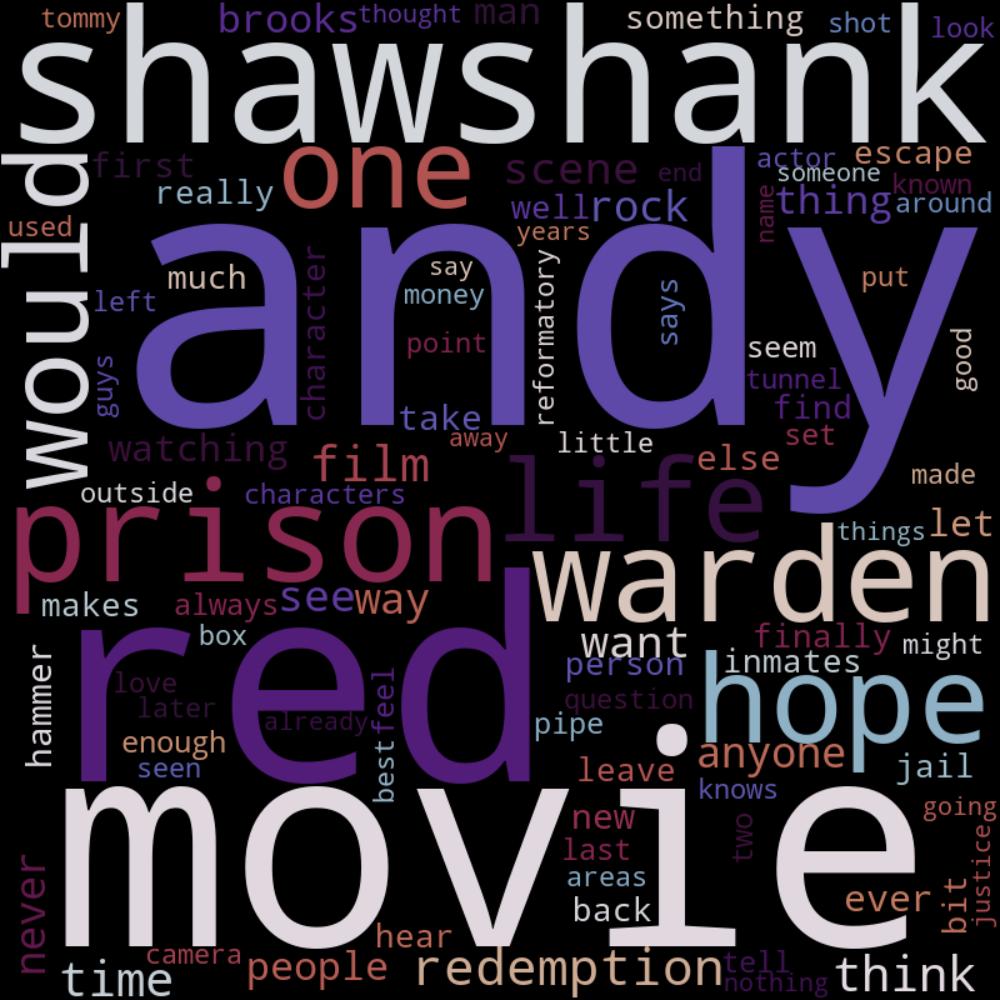 tommy
brooks
thought
man
something
shot
look
shawshank
would
first
really
one
scene
end
actor
escape
someone
known
used
well
rock
name
thing
around
years
andy
much
say
money
left
character
reformatory
says
put
point
seem
good
guys
tunnel
take
find
watching
away
little
set
film
else
life
made
outside
characters
prison
things
let
warden
makes
always
see
way
box
want
finally
might
hammer
red
person
inmates
love
question
hope
later
already
feel
pipe
enough
anyone
seen
best
leave
jail
knows
movie
new
two
going
last
areas
justice
never
back
ever
bit
hear
camera
people
redemption
tell
time
nothing
think